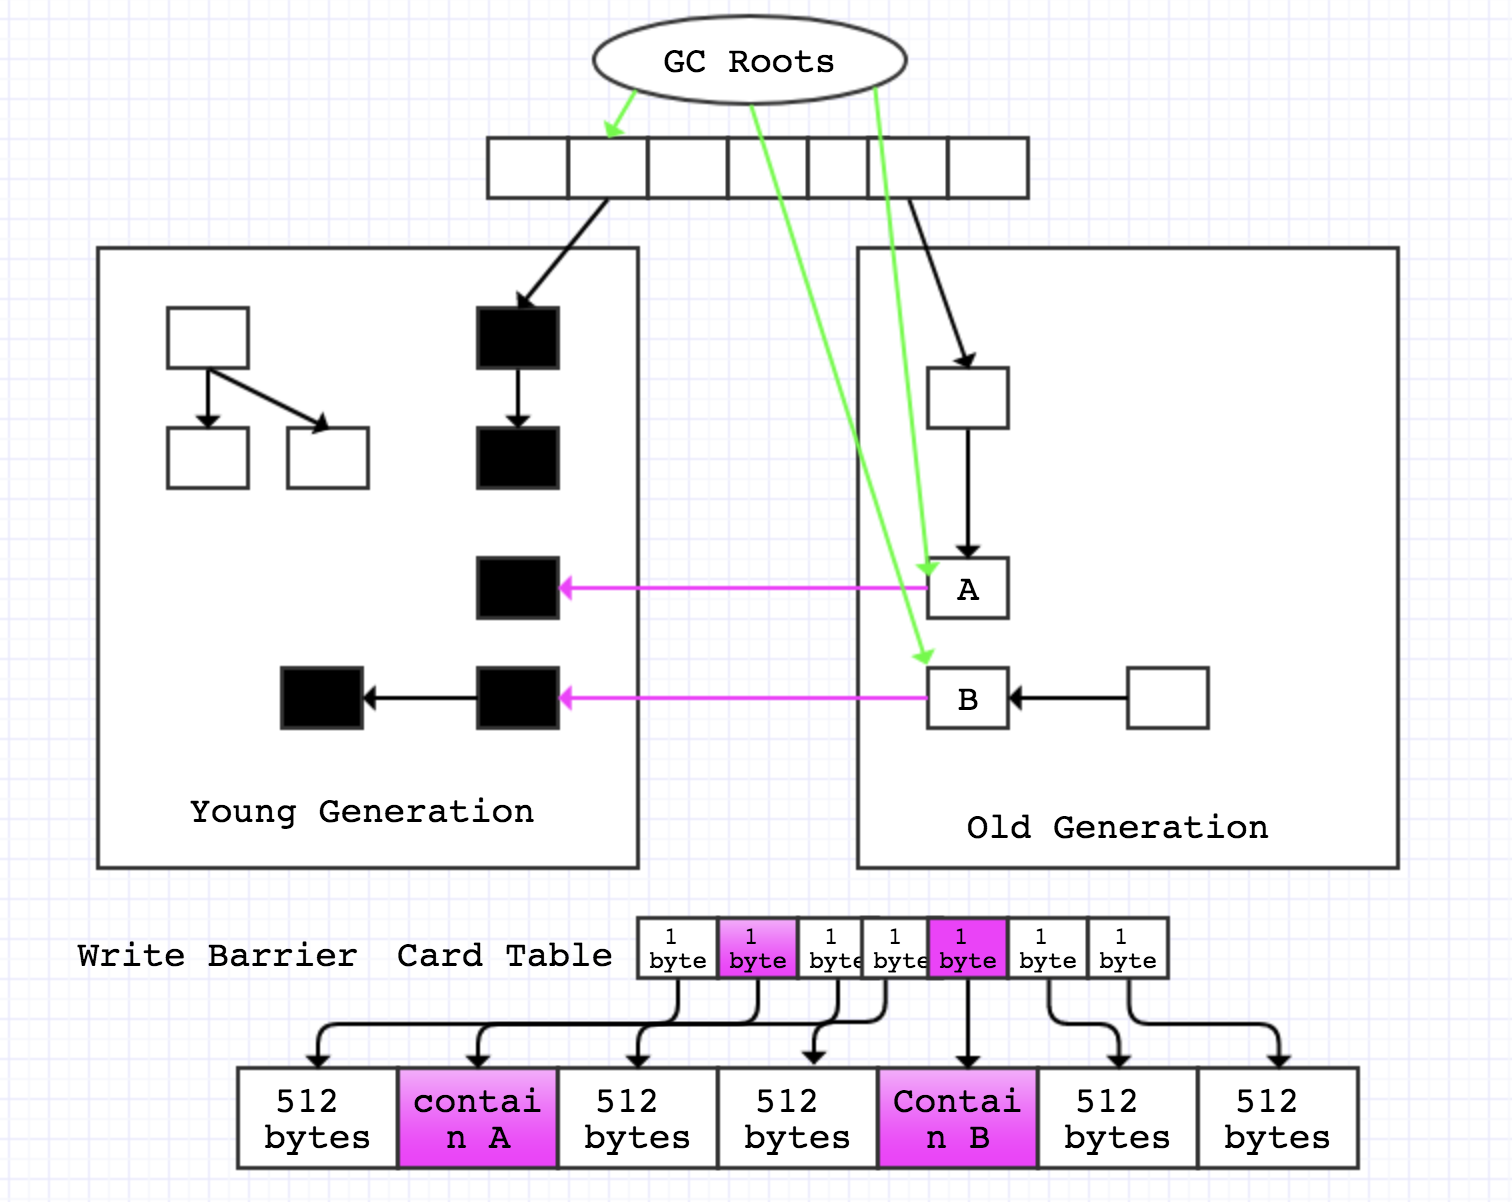 GC Roots
A
B
Young Generation
Old Generation
Write Barrier  Card Table
1
byte
1
byte
1
byte
1
byte
1
byte
1
byte
1
byte
512
bytes
contai
n A
512
bytes
512
bytes
Contai
n B
512
bytes
512
bytes